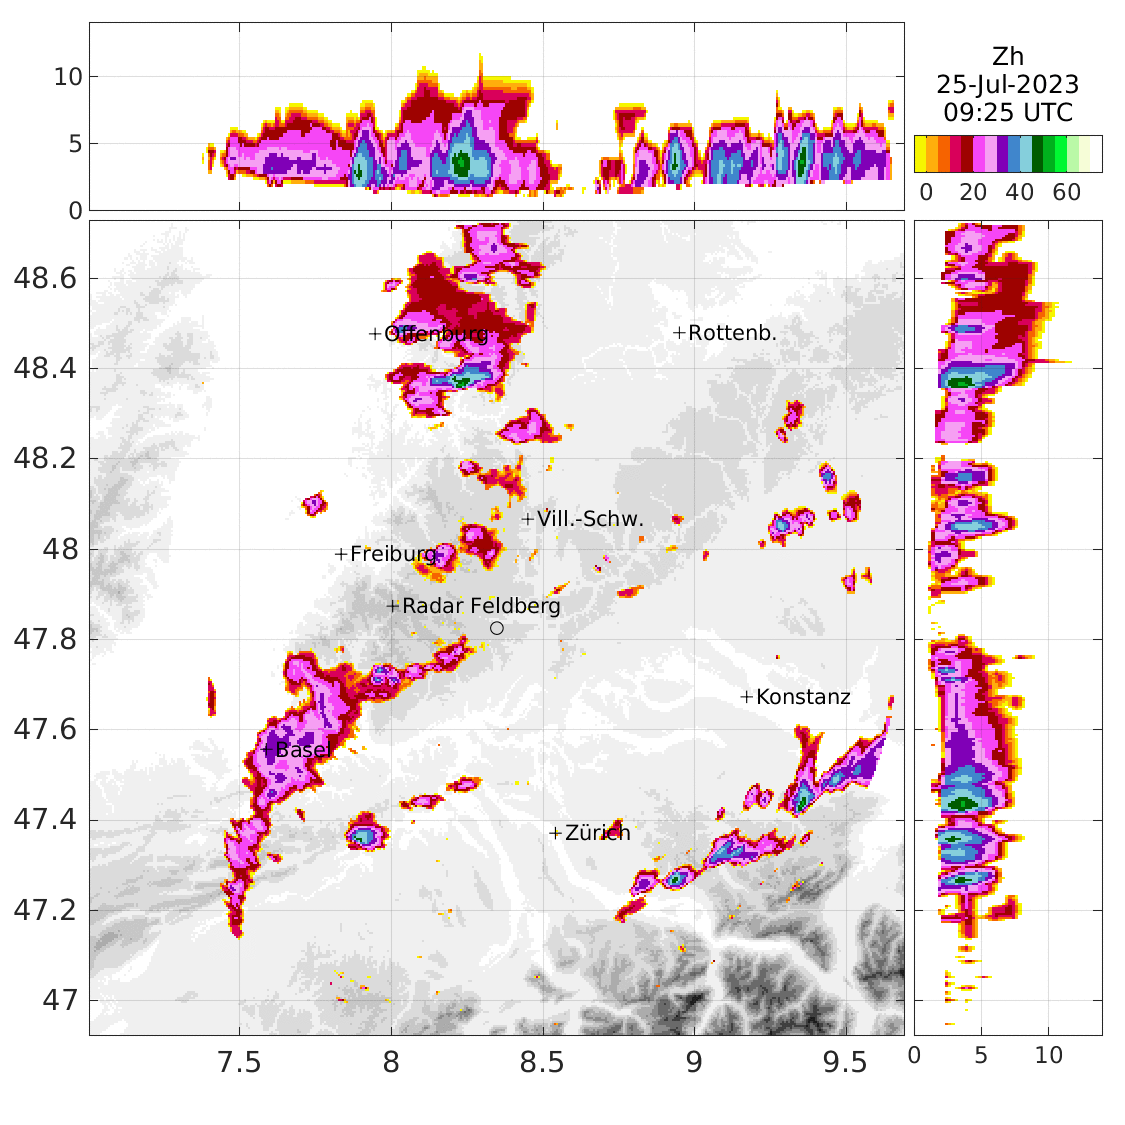 10
5
0
Zh
25-Jul-2023
09:25 UTC
0 20 40 60
48.6
48.4
48.2
48
47.8
47.6
47.4
47.2
47
+Offenburg
+Rottenb.
+Vill.-Schw.
+Freiburg
+Radar Feldberg
+Konstanz
+Basel
+Zürich
7.5 8 8.5 9 9.5
0 5 10